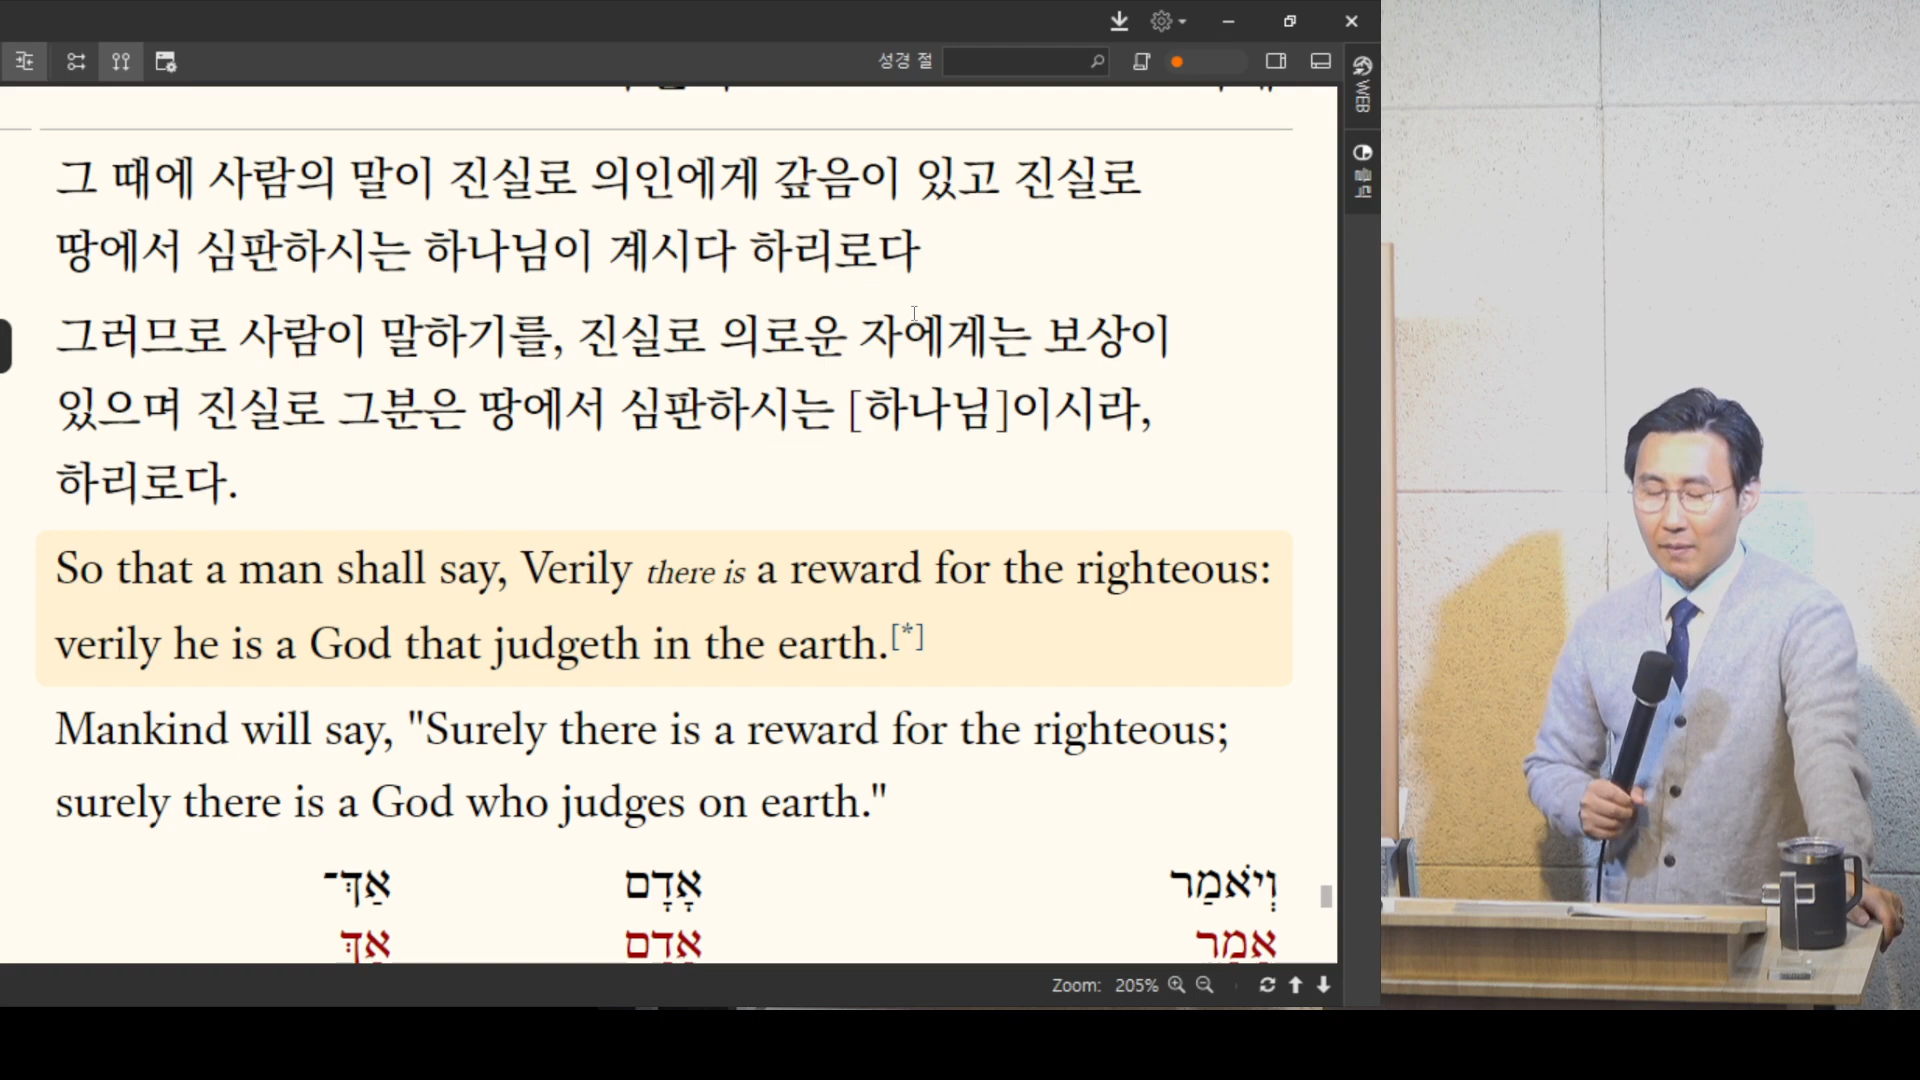 성경 절
WEB
클릭
그 때에 사람의 말이 진실로 의인에게 갚음이 있고 진실로
땅에서 심판하시는 하나님이 계시다 하리로다
그러므로 사람이 말하기를, 진실로 의로운 자에게는 보상이
있으며 진실로 그분은 땅에서 심판하시는 [하나님]이시라,
하리로다.
So that a man shall say, Verily there is a reward for the righteous:
verily he is a God that judgeth in the earth.[*]
Mankind will say, "Surely there is a reward for the righteous;
surely there is a God who judges on earth."
וְיֹאמַר אָדָם אַךְ־
אָמַר אָדָם אַךְ
Zoom: 205%